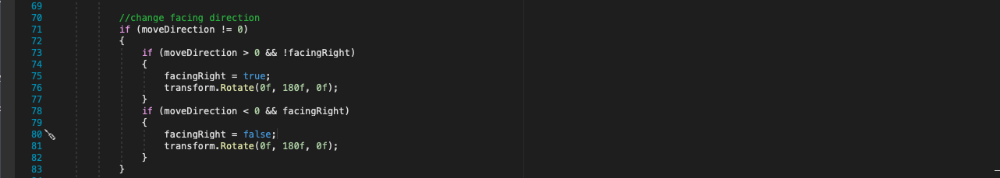 69
70 //change facing direction
71 if (moveDirection != 0)
72 {
73 if (moveDirection > 0 && !facingRight)
74 {
75 facingRight = true;
76 transform.Rotate(0f, 180f, 0f);
77 }
78 if (moveDirection < 0 && facingRight)
79 {
80 facingRight = false;
81 transform.Rotate(0f, 180f, 0f);
82 }
83 }